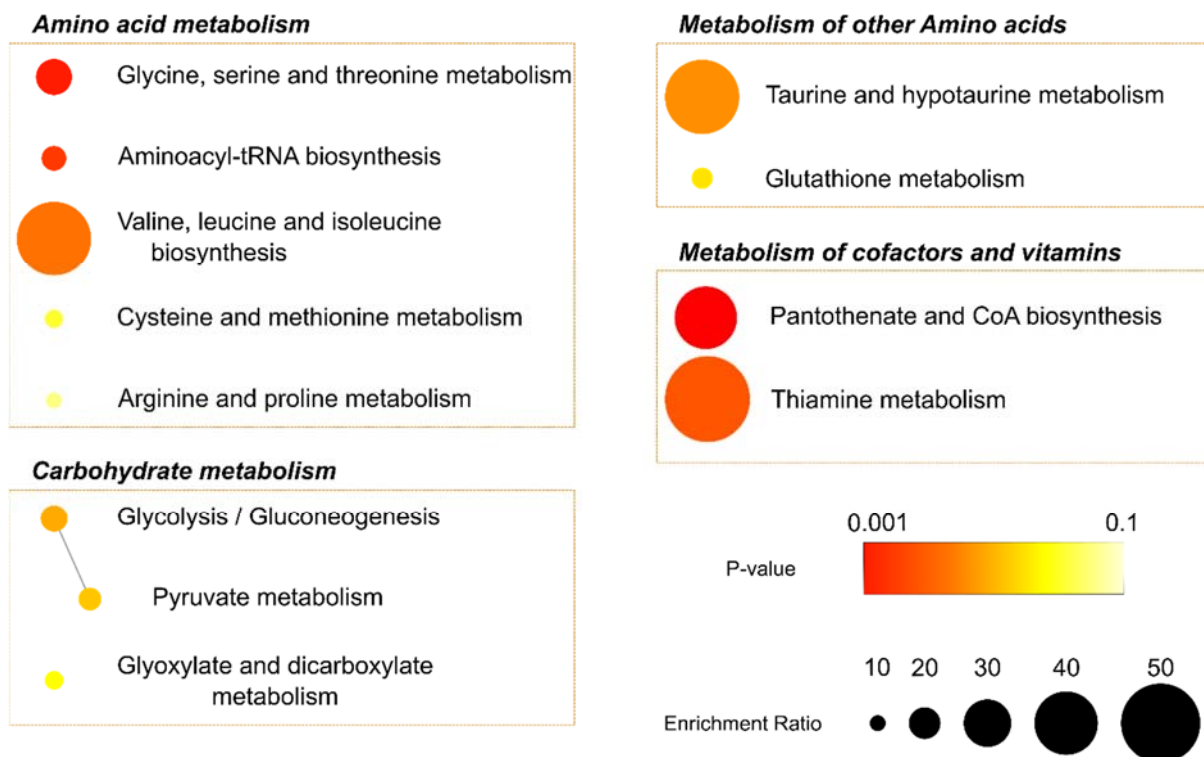 Amino acid metabolism
Glycine, serine and threonine metabolism
Aminoacyl-tRNA biosynthesis
Valine, leucine and isoleucine
biosynthesis
Cysteine and methionine metabolism
Arginine and proline metabolism
Carbohydrate metabolism
Glycolysis / Gluconeogenesis
Pyruvate metabolism
Glyoxylate and dicarboxylate
metabolism
Metabolism of other Amino acids
Taurine and hypotaurine metabolism
Glutathione metabolism
Metabolism of cofactors and vitamins
Pantothenate and CoA biosynthesis
Thiamine metabolism
0.001 0.1
P-value
10 20 30 40 50
Enrichment Ratio